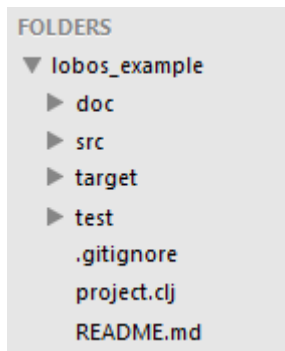 FOLDERS
lobos_example
doc
src
target
test
.gitignore
project.clj
README.md